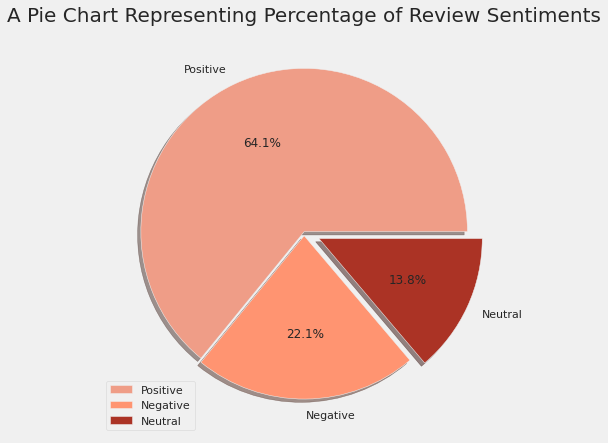 A Pie Chart Representing Percentage of Review Sentiments
Positive
64.1%
13.8%
Neutral
22.1%
Negative
Positive
Negative
Neutral